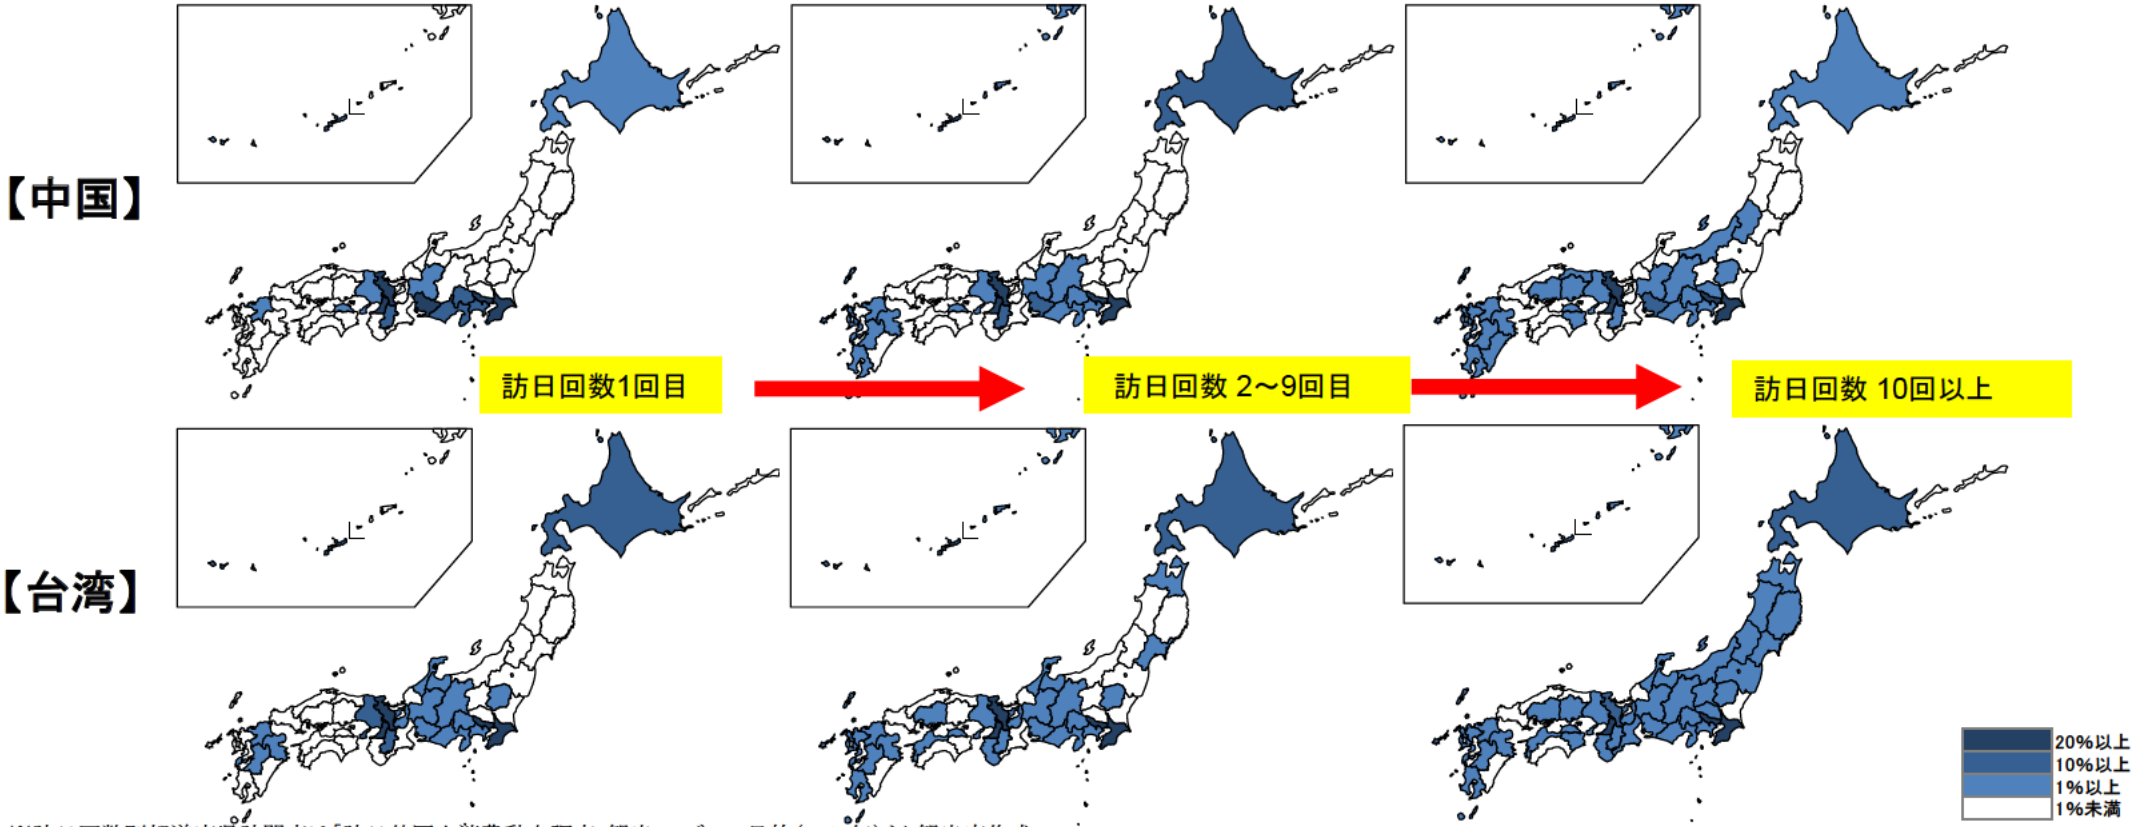 【中国】
訪日回数1回目
訪日回数 2～9回目
訪日回数 10回以上
【台湾】
20%以上
10%以上
1%以上
1%未満